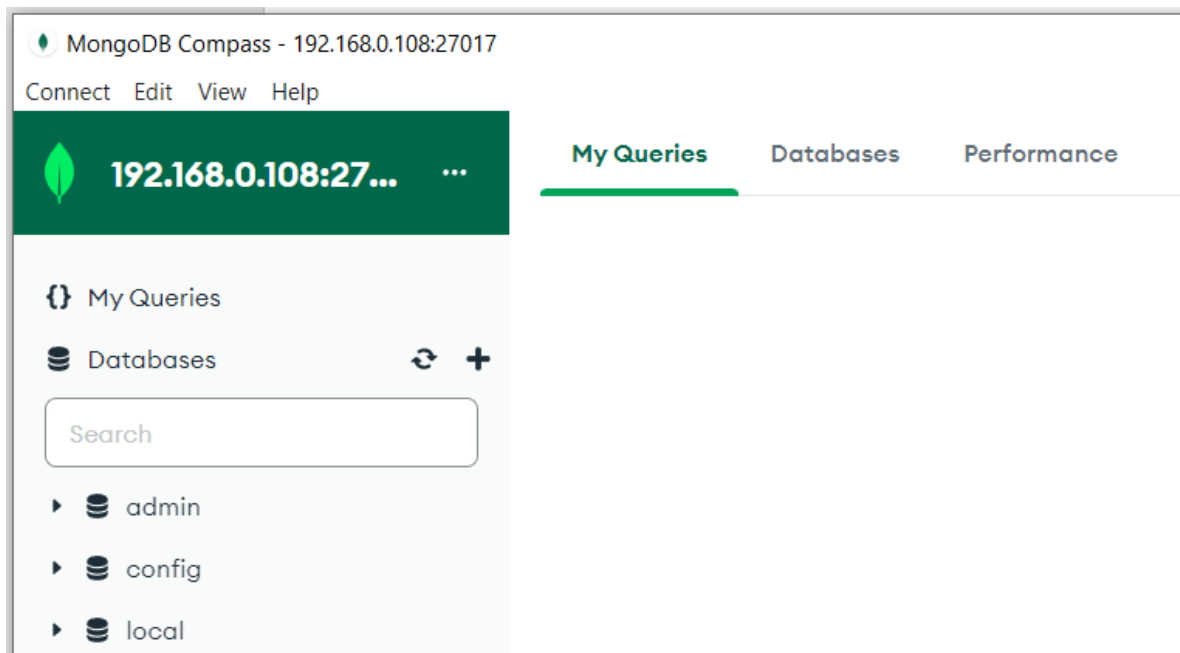 MongoDB Compass - 192.168.0.108:27017
Connect Edit View Help
192.168.0.108:27... ...
My Queries Databases Performance
{} My Queries
Databases
Search
admin
config
local